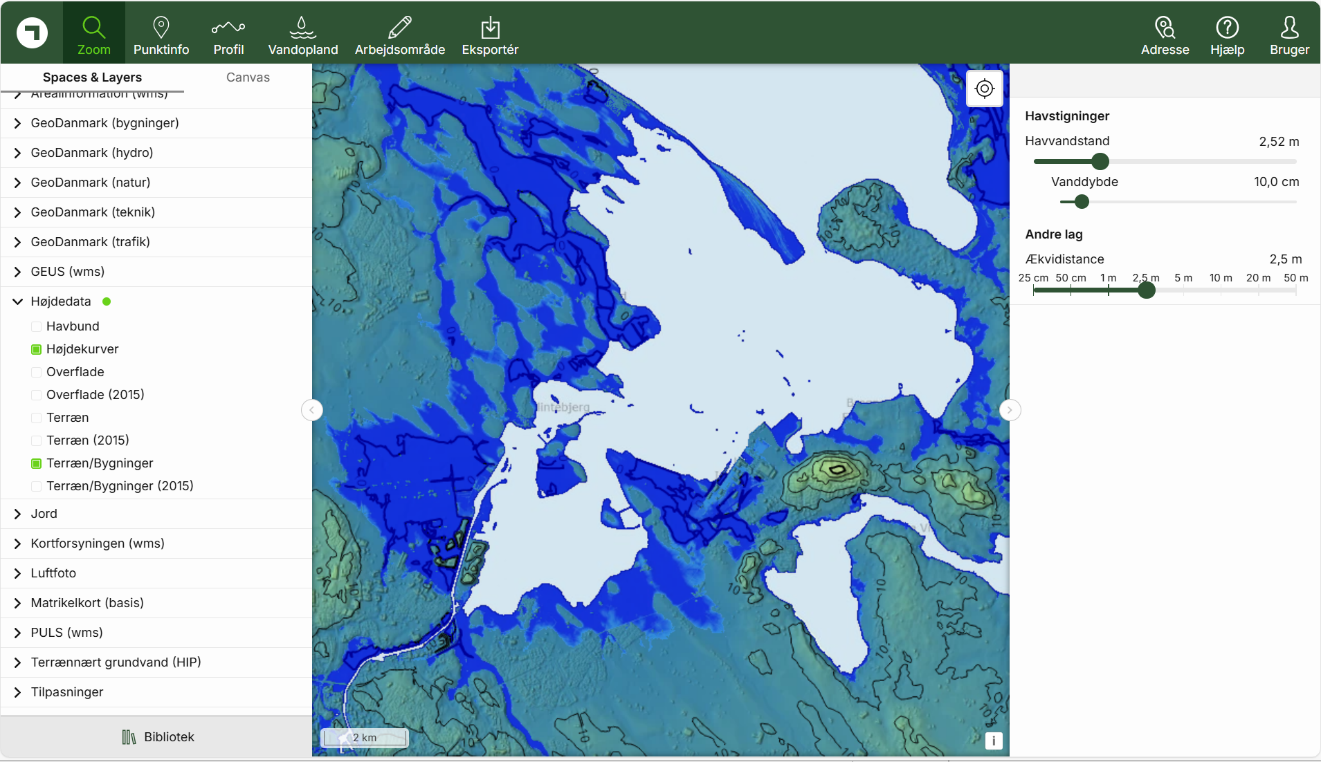 Zoom
Punktinfo
Profil
Vandopland
Arbejdsområde
Eksportér
Adresse
Hjælp
Bruger
Spaces & Layers
Canvas
Arealinformation (wms)
GeoDanmark (bygninger)
GeoDanmark (hydro)
GeoDanmark (natur)
GeoDanmark (teknik)
GeoDanmark (trafik)
GEUS (wms)
Højdedata
Havbund
Højdekurver
Overflade
Overflade (2015)
Terræn
Terræn (2015)
Terræn/Bygninger
Terræn/Bygninger (2015)
Jord
Kortforsyningen (wms)
Luftfoto
Matrikelkort (basis)
PULS (wms)
Terrænnært grundvand (HIP)
Tilpasninger
Bibliotek
2 km
i
Havstigninger
Havvandstand 2,52 m
Vanddybde 10,0 cm
Andre lag
Ækvidistance 2,5 m
25 cm 50 cm 1 m 2,5 m 5 m 10 m 20 m 50 m